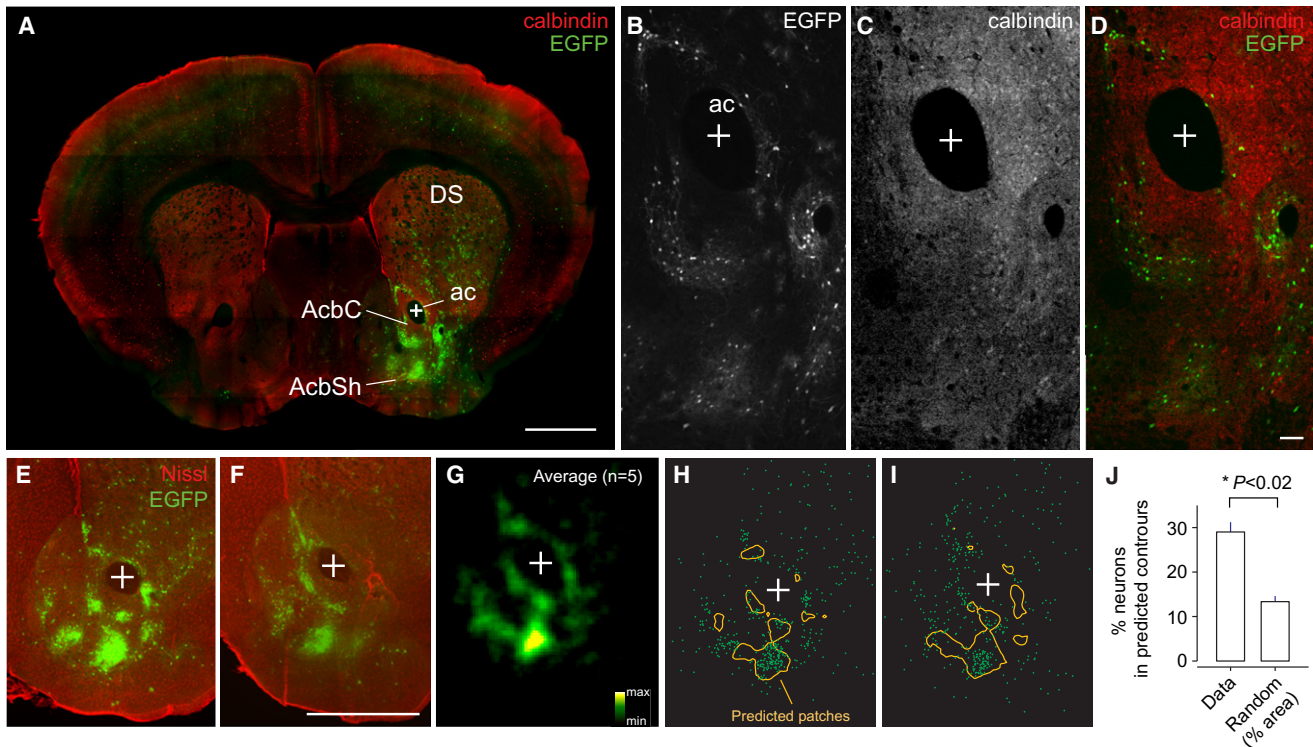 A
calbindin
EGFP
DS
ac
AcbC
AcbSh
B
EGFP
ac
C
calbindin
D
calbindin
EGFP
E
Nissl
EGFP
F
G
Average (n=5)
max
min
H
Predicted patches
I
J
* P<0.02
% neurons
in predicted contours
30
20
10
0
Data
Random
(% area)